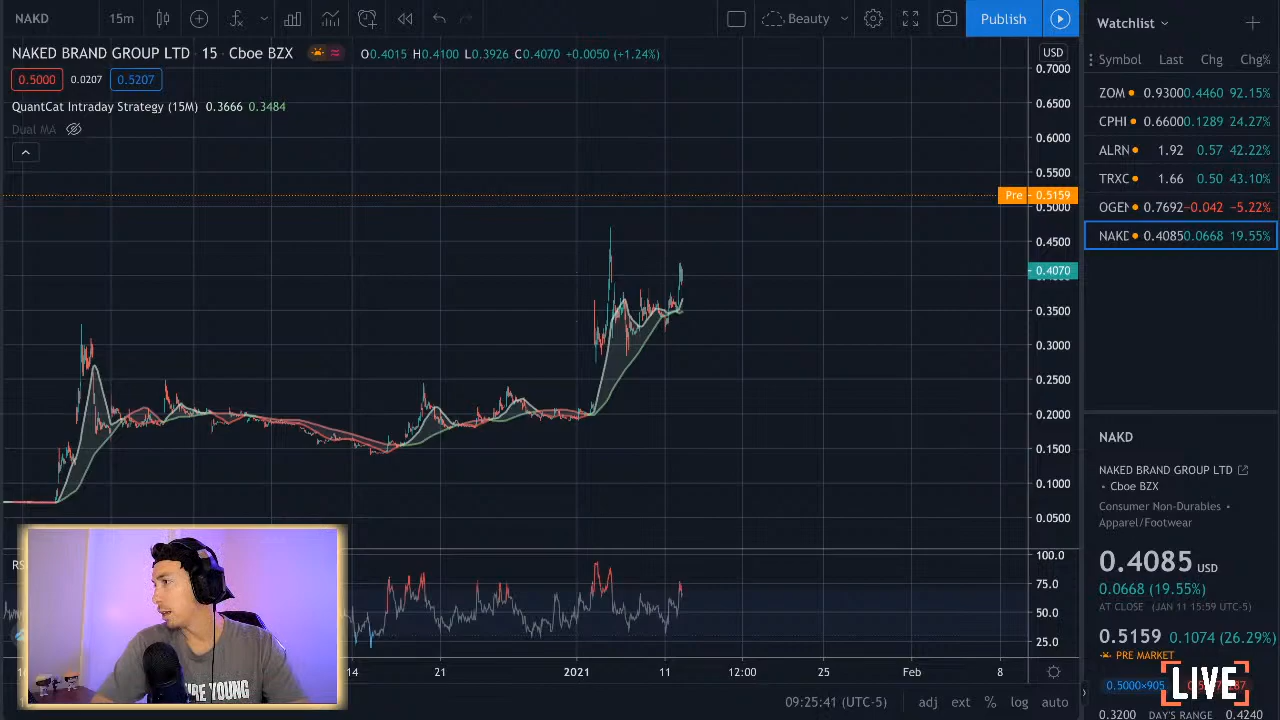 NAKD 15m Beauty Publish
NAKED BRAND GROUP LTD · 15 · Cboe BZX O0.4015 H0.4100 L0.3926 C0.4070 +0.0050 (+1.24%)
0.5000 0.0207 0.5207
QuantCat Intraday Strategy (15M) 0.3666 0.3484
Dual MA
USD
0.7000
0.6500
0.6000
0.5500
Pre 0.5159
0.5000
0.4500
0.4070
0.3500
0.3000
0.2500
0.2000
0.1500
0.1000
0.0500
100.0
75.0
50.0
25.0
RS
14 21 2021 11 12:00 25 Feb 8
09:25:41 (UTC-5) adj ext % log auto
Watchlist
Symbol Last Chg Chg%
ZOM 0.9300 0.4460 92.15%
CPHI 0.6600 0.1289 24.27%
ALRN 1.92 0.57 42.22%
TRXC 1.66 0.50 43.10%
OGEN 0.7692 −0.042 −5.22%
NAKD 0.4085 0.0668 19.55%
NAKD
NAKED BRAND GROUP LTD
• Cboe BZX
Consumer Non-Durables •
Apparel/Footwear
0.4085 USD
0.0668 (19.55%)
AT CLOSE (JAN 11 15:59 UTC-5)
0.5159 0.1074 (26.29%)
PRE MARKET
0.5000×905
LIVE
0.3200 DAY'S RANGE 0.4240
YOUNG